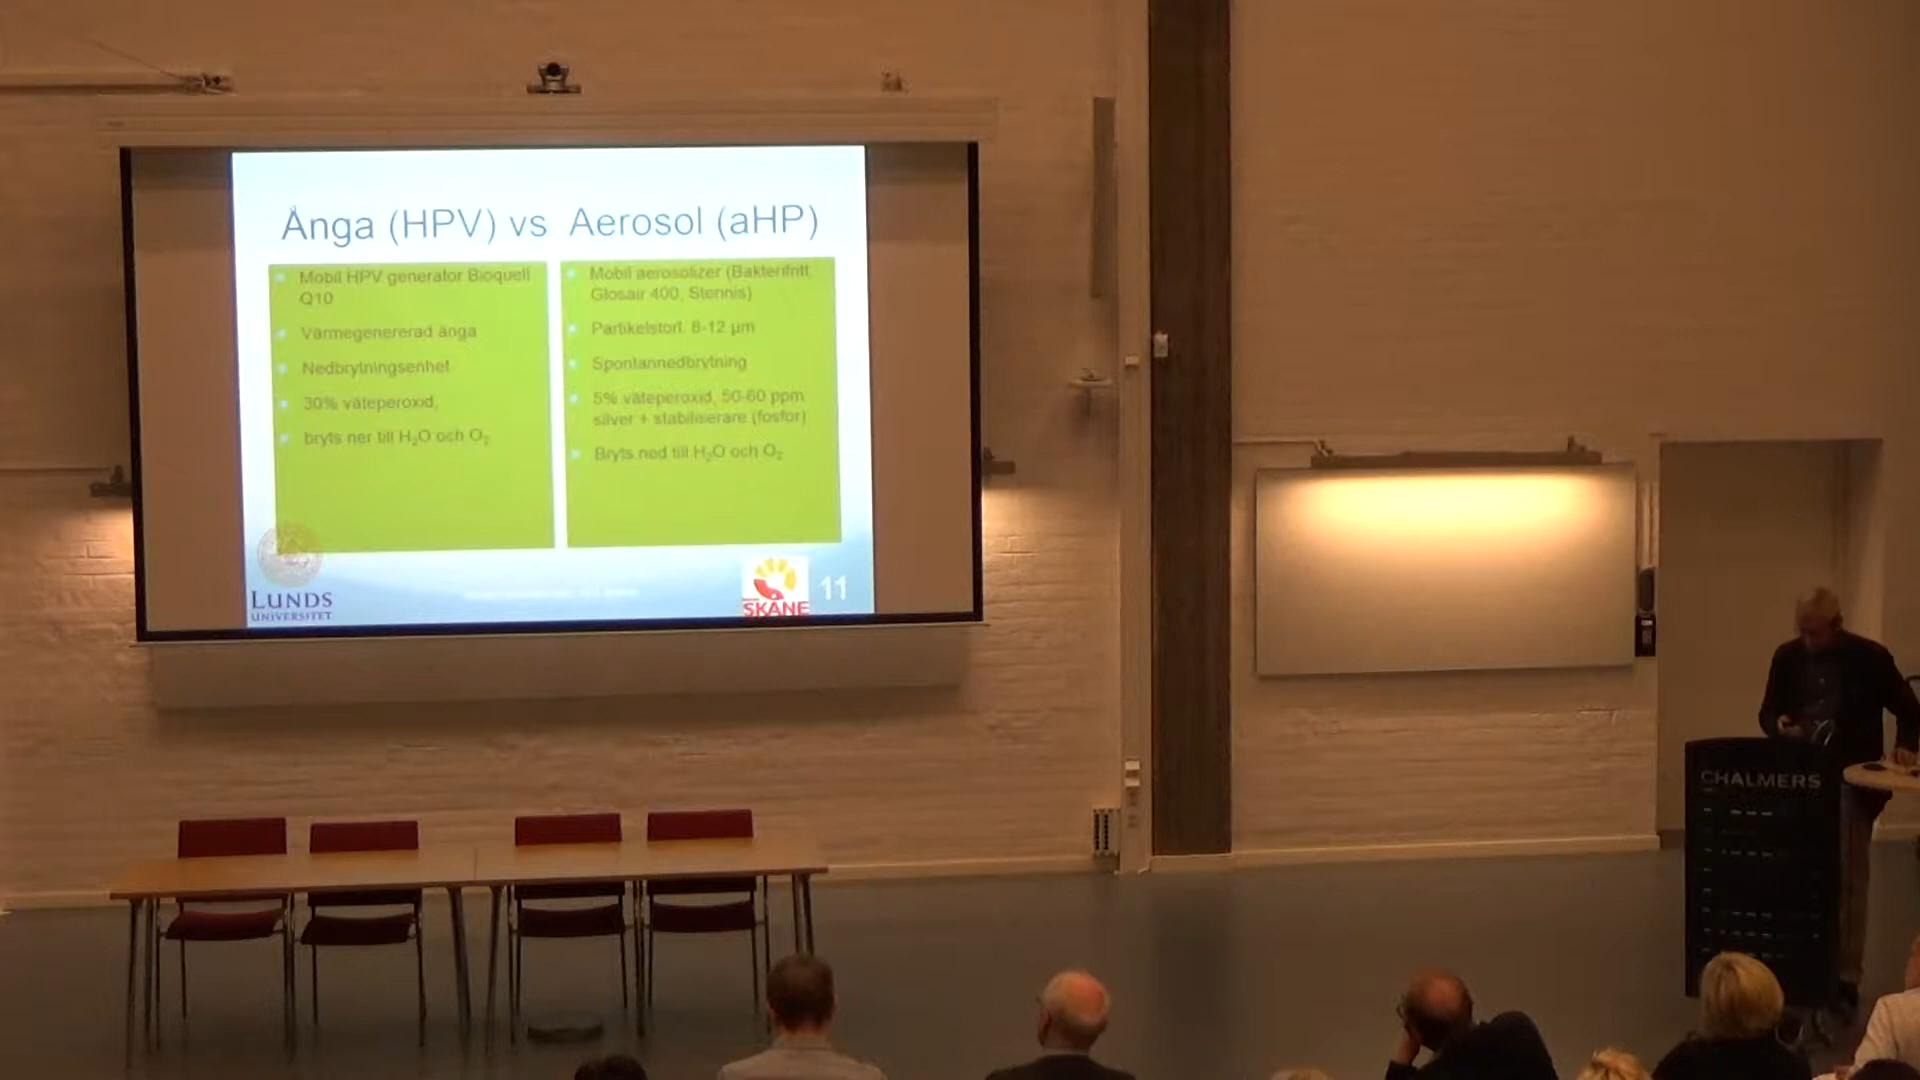 Ånga (HPV) vs Aerosol (aHP)
Mobil HPV generator Bioquell
Q10
Värmegenererad ånga
Nedbrytningsenhet
30% väteperoxid,
bryts ner till H₂O och O₂
Mobil aerosolizer (Bakterifritt
Glosair 400, Sternis)
Partikelstorl. 8-12 µm
Spontannedbrytning
5% väteperoxid, 50-60 ppm
silver + stabiliserare (fosfor)
Bryts ned till H₂O och O₂
LUNDS
UNIVERSITET
SKÅNE
11
CHALMERS